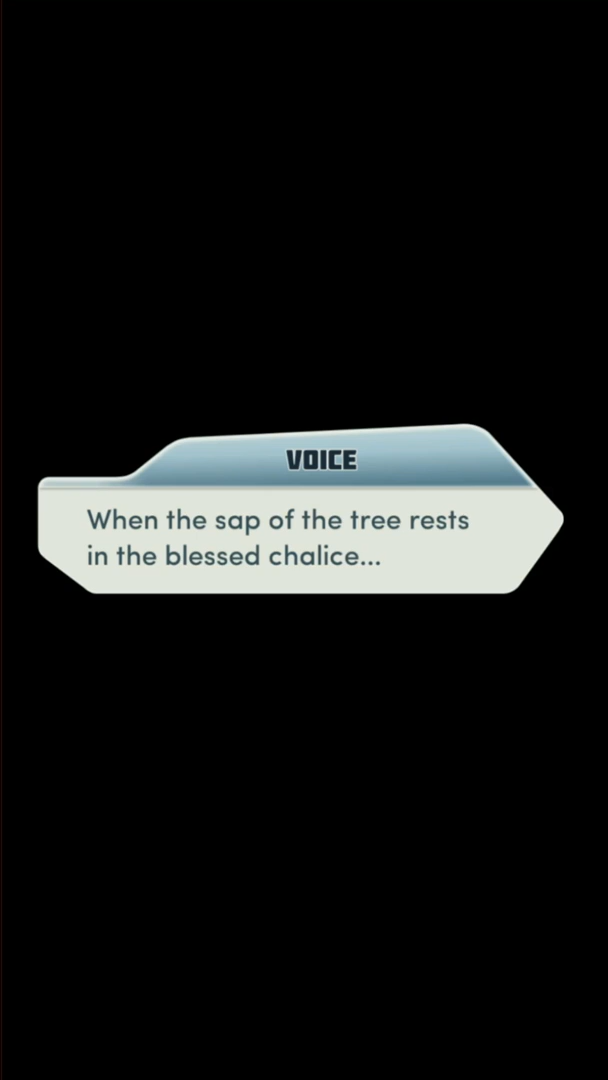 VOICE
When the sap of the tree rests
in the blessed chalice...